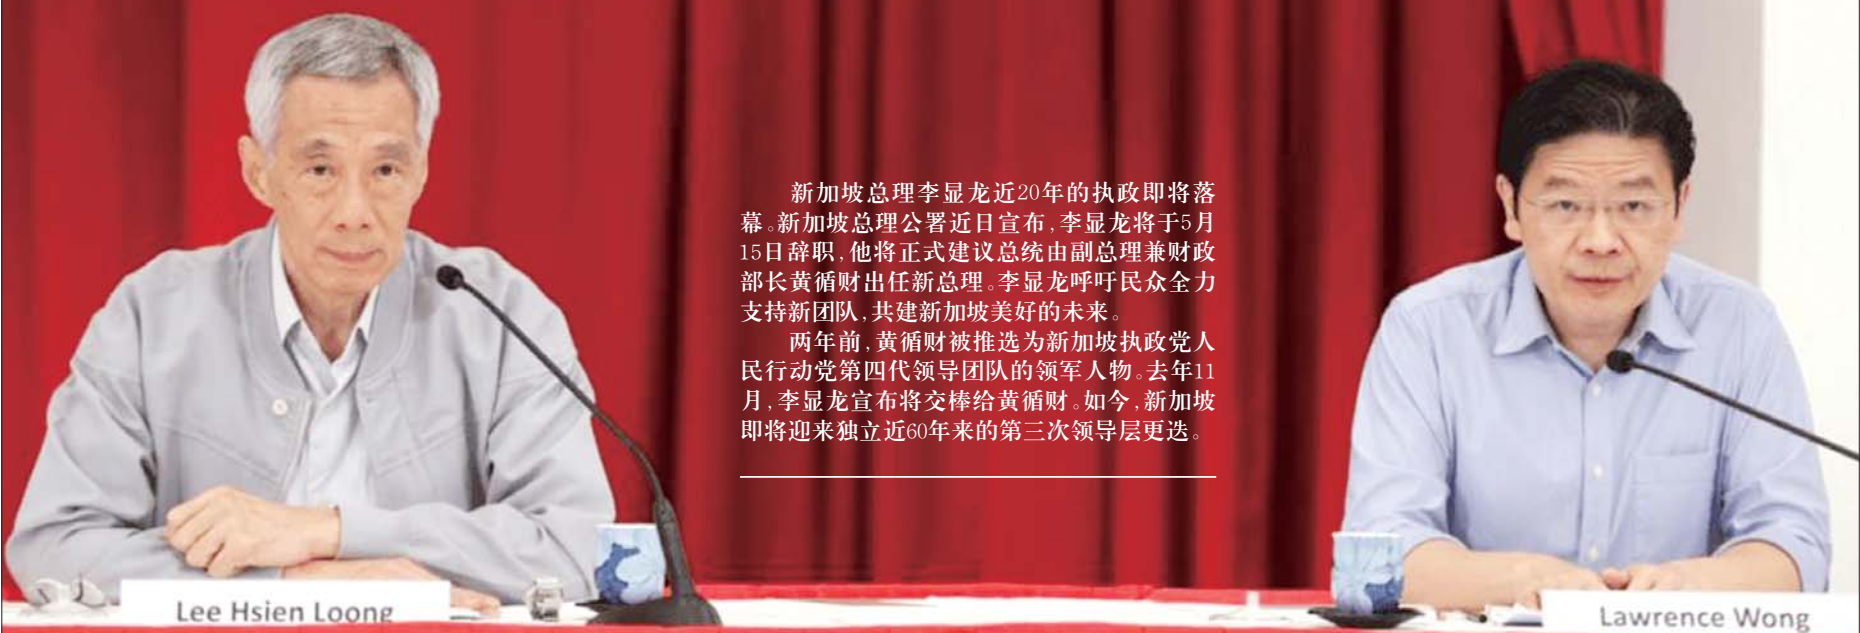 新加坡总理李显龙近20年的执政即将落
幕。新加坡总理公署近日宣布,李显龙将于5月
15日辞职,他将正式建议总统由副总理兼财政
部长黄循财出任新总理。李显龙呼吁民众全力
支持新团队,共建新加坡美好的未来。
两年前,黄循财被推选为新加坡执政党人
民行动党第四代领导团队的领军人物。去年11
月,李显龙宣布将交棒给黄循财。如今,新加坡
即将迎来独立近60年来的第三次领导层更迭。
Lee Hsien Loong
Lawrence Wong